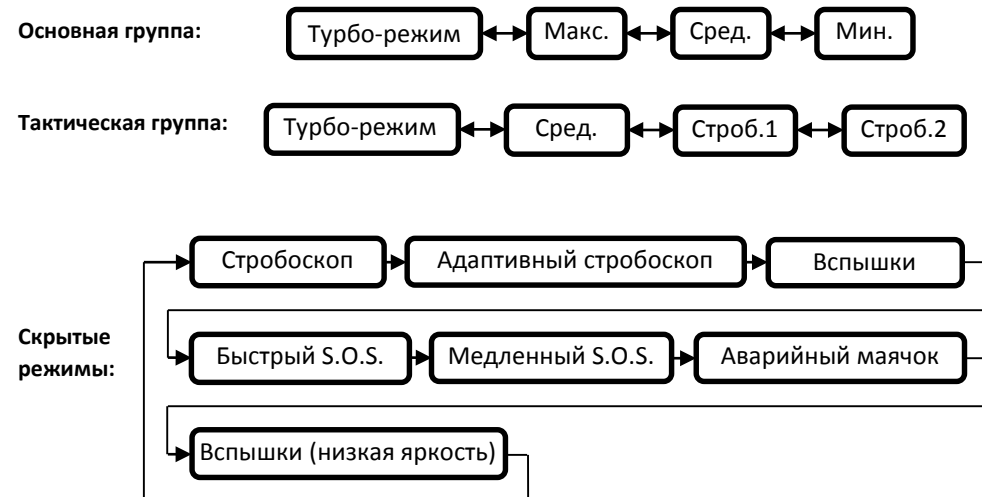 Основная группа: Турбо-режим Макс. Сред. Мин.
Тактическая группа: Турбо-режим Сред. Строб.1 Строб.2
Стробоскоп Адаптивный стробоскоп Вспышки
Скрытые
режимы:
Быстрый S.O.S. Медленный S.O.S. Аварийный маячок
Вспышки (низкая яркость)